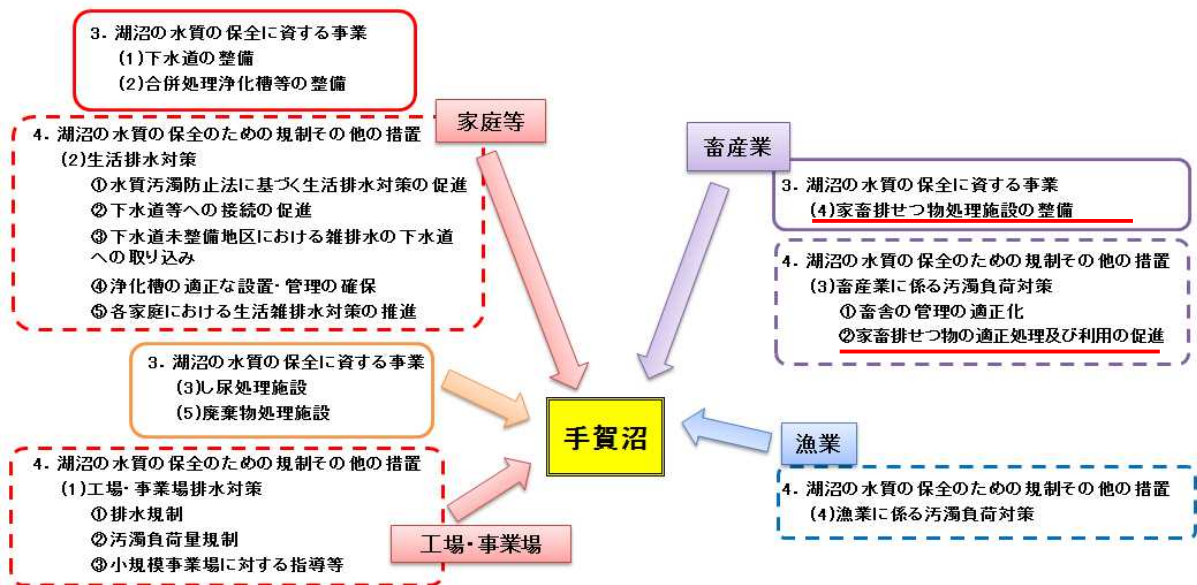 3. 湖沼の水質の保全に資する事業
(1)下水道の整備
(2)合併処理浄化槽等の整備
家庭等
4. 湖沼の水質の保全のための規制その他の措置
(2)生活排水対策
①水質汚濁防止法に基づく生活排水対策の促進
②下水道等への接続の促進
③下水道未整備地区における雑排水の下水道
への取り込み
④浄化槽の適正な設置・管理の確保
⑤各家庭における生活雑排水対策の推進
3. 湖沼の水質の保全に資する事業
(3)し尿処理施設
(5)廃棄物処理施設
4. 湖沼の水質の保全のための規制その他の措置
(1)工場・事業場排水対策
①排水規制
②汚濁負荷量規制
③小規模事業場に対する指導等
工場・事業場
手賀沼
畜産業
3. 湖沼の水質の保全に資する事業
(4)家畜排せつ物処理施設の整備
4. 湖沼の水質の保全のための規制その他の措置
(3)畜産業に係る汚濁負荷対策
①畜舎の管理の適正化
②家畜排せつ物の適正処理及び利用の促進
漁業
4. 湖沼の水質の保全のための規制その他の措置
(4)漁業に係る汚濁負荷対策